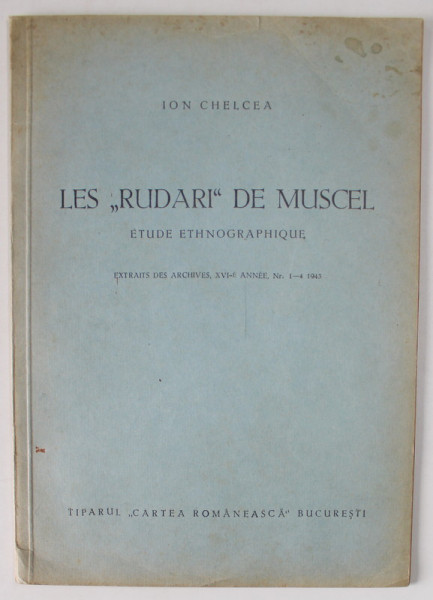 ION CHELCEA
LES „RUDARI“ DE MUSCEL
ÉTUDE ETHNOGRAPHIQUE
EXTRAITS DES ARCHIVES, XVI-E ANNÉE, Nr. 1—4 1943
TIPARUL „CARTEA ROMÂNEASCĂ“ BUCUREȘTI